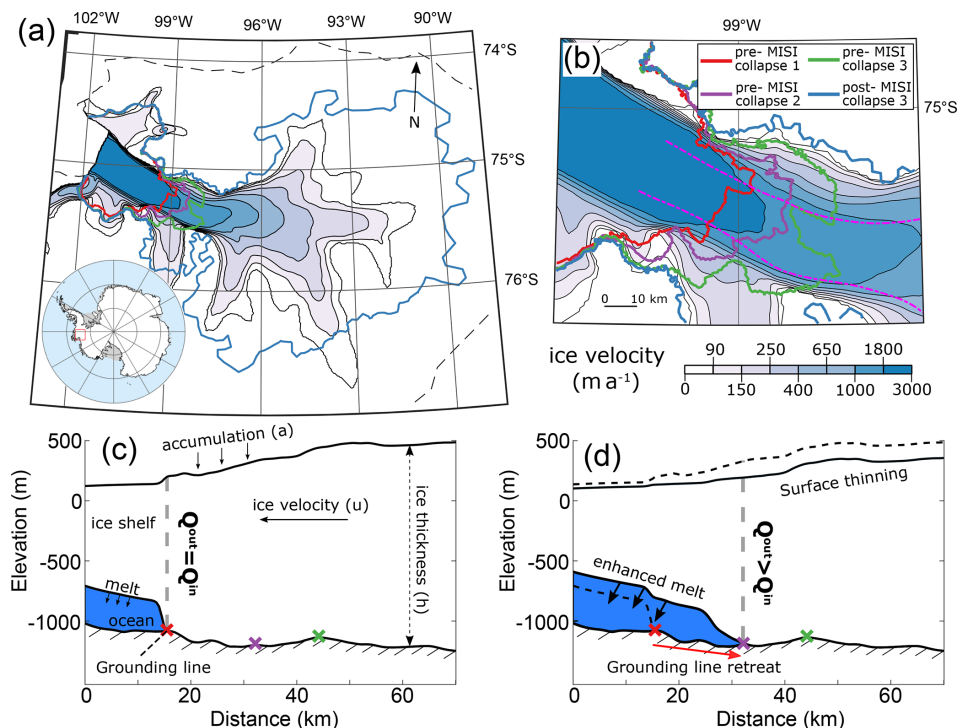 (a)
102°W 99°W 96°W 93°W 90°W
74°S
75°S
76°S
N
(b)
99°W
75°S
pre- MISI collapse 1
pre- MISI collapse 3
pre- MISI collapse 2
post- MISI collapse 3
0 10 km
ice velocity
(m a⁻¹)
90 250 650 1800
0 150 400 1000 3000
(c)
Elevation (m)
500
0
-500
-1000
accumulation (a)
ice velocity (u)
ice thickness (h)
ice shelf
Qout=Qin
melt
ocean
Grounding line
0 20 40 60
Distance (km)
(d)
Elevation (m)
500
0
-500
-1000
Surface thinning
Qout>Qin
enhanced melt
Grounding line retreat
0 20 40 60
Distance (km)